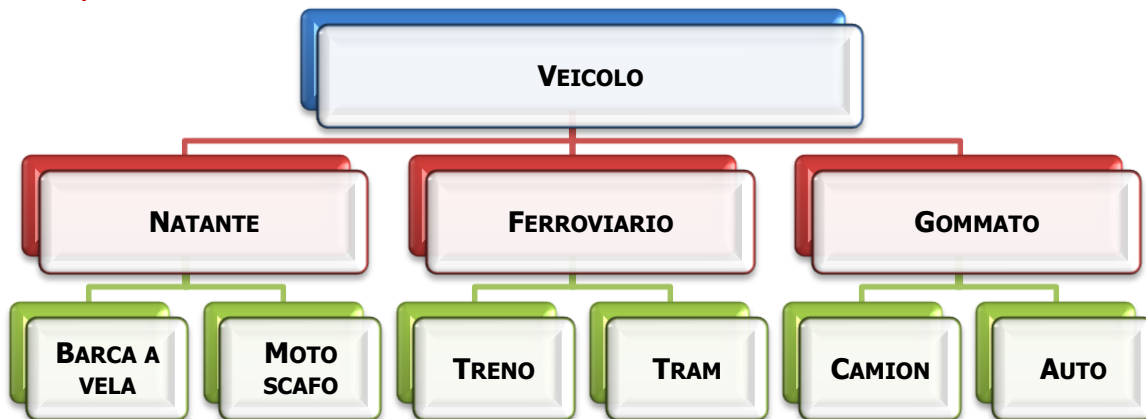 VEICOLO
NATANTE
FERROVIARIO
GOMMATO
BARCA A
VELA
MOTO
SCAFO
TRENO
TRAM
CAMION
AUTO